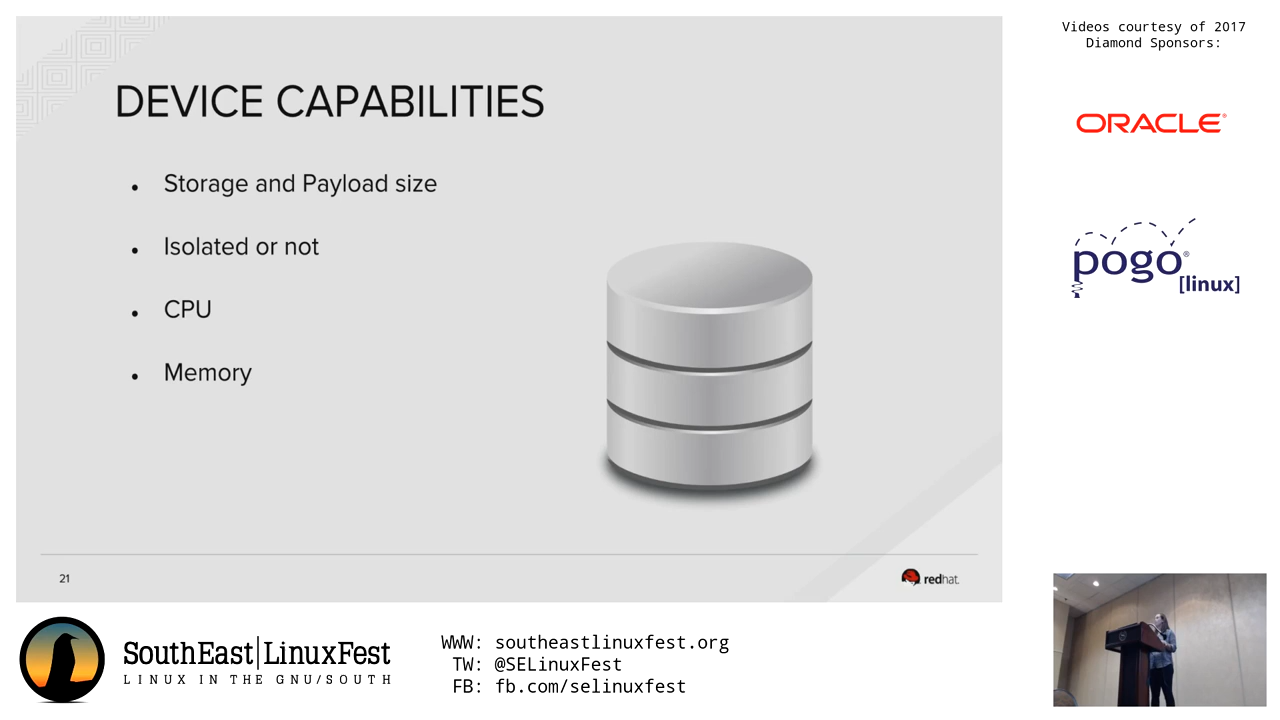 DEVICE CAPABILITIES
• Storage and Payload size
• Isolated or not
• CPU
• Memory
21
redhat.
Videos courtesy of 2017
Diamond Sponsors:
ORACLE®
pogo®
[linux]
SouthEast|LinuxFest
LINUX IN THE GNU/SOUTH
WWW: southeastlinuxfest.org
TW: @SELinuxFest
FB: fb.com/selinuxfest